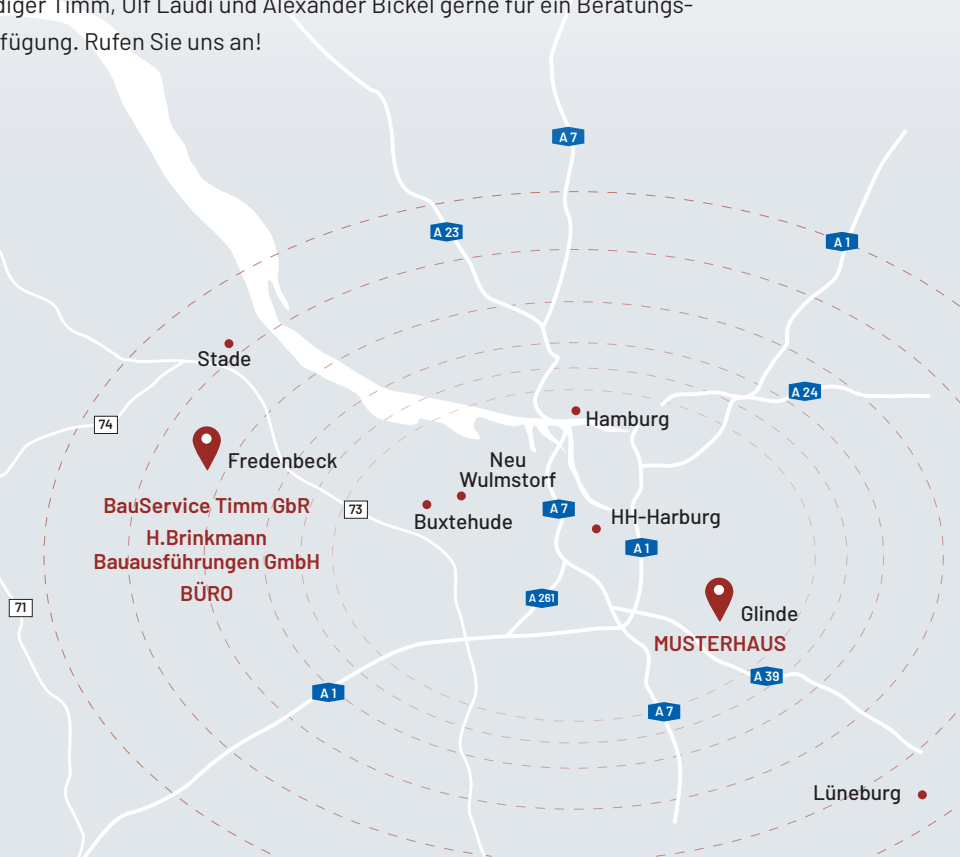 diger Timm, Ulf Laudi und Alexander Bickel gerne für ein Beratungs-
fügung. Rufen Sie uns an!
A 7
A 23
A 1
Stade
A 24
74
Hamburg
Fredenbeck
Neu
Wulmstorf
BauService Timm GbR
73
A 7
Buxtehude
HH-Harburg
H.Brinkmann
Bauausführungen GmbH
A 1
BÜRO
A 261
71
Glinde
MUSTERHAUS
A 39
A 1
A 7
Lüneburg